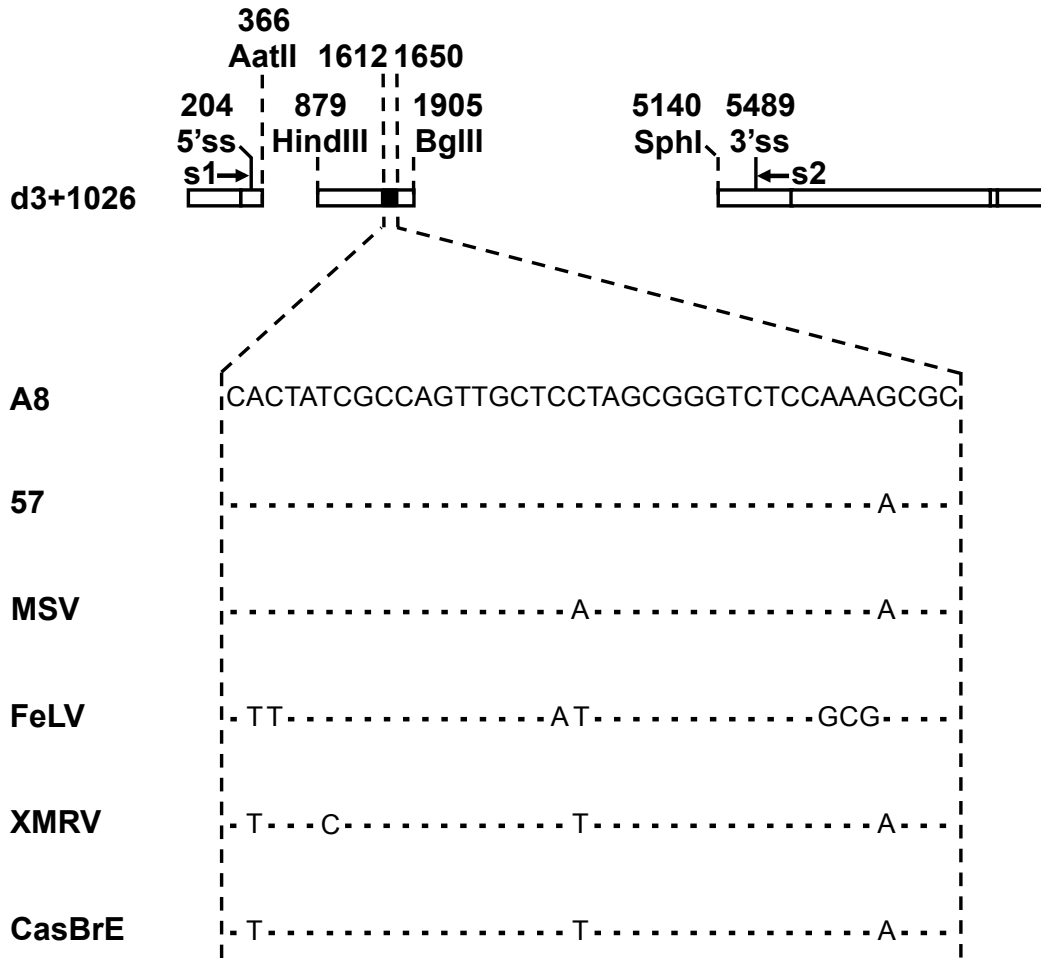 366
AatII 1612 1650
204 879 1905 5140 5489
5'ss HindIII BglII SphI 3'ss
s1 s2
d3+1026
A8 CACTATCGCCAGTTGCTCCTAGCGGGTCTCCAAAGCGC
57 .................................A....
MSV ..................A..............A....
FeLV .TT..............AT...........GCG.....
XMRV .T...C............T..............A....
CasBrE .T................T..............A....